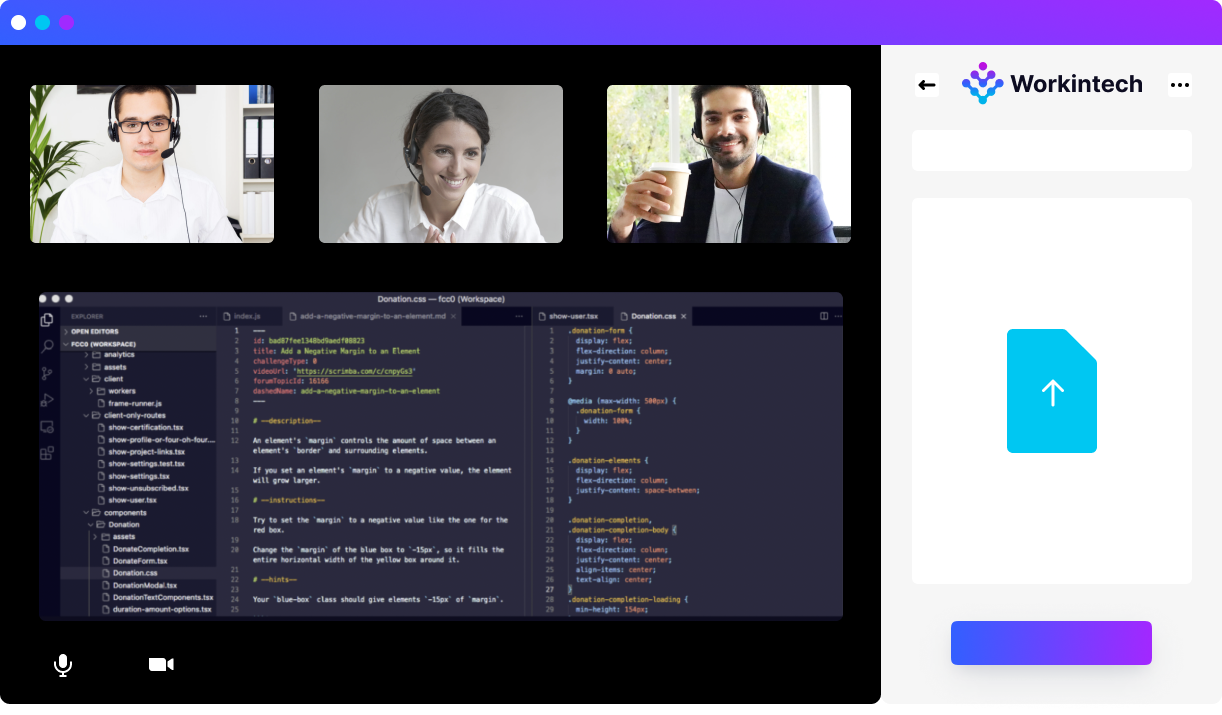 Workintech
Donation.css — fcc0 (Workspace)
EXPLORER
OPEN EDITORS
FCC0 (WORKSPACE)
analytics
assets
client
workers
frame-runner.js
client-only-routes
show-certification.tsx
show-profile-or-four-oh-four....
show-project-links.tsx
show-settings.test.tsx
show-settings.tsx
show-unsubscribed.tsx
show-user.tsx
components
Donation
assets
DonateCompletion.tsx
DonateForm.tsx
Donation.css
DonationModal.tsx
DonationTextComponents.tsx
duration-amount-options.tsx
index.js
add-a-negative-margin-to-an-element.md
1 ---
2 id: bad87fee1348bd9aedf08823
3 title: Add a Negative Margin to an Element
4 challengeType: 0
5 videoUrl: 'https://scrimba.com/c/cnpyGs3'
6 forumTopicId: 16166
7 dashedName: add-a-negative-margin-to-an-element
8 ---
9
10 # --description--
11
12 An element's `margin` controls the amount of space between an
element's `border` and surrounding elements.
13
14 If you set an element's `margin` to a negative value, the element
will grow larger.
15
16 # --instructions--
17
18 Try to set the `margin` to a negative value like the one for the
red box.
19
20 Change the `margin` of the blue box to `-15px`, so it fills the
entire horizontal width of the yellow box around it.
21
22 # --hints--
23
24 Your `blue-box` class should give elements `-15px` of `margin`.
25
show-user.tsx
Donation.css
1 .donation-form {
2 display: flex;
3 flex-direction: column;
4 justify-content: center;
5 margin: 0 auto;
6 }
7
8 @media (max-width: 500px) {
9 .donation-form {
10 width: 100%;
11 }
12 }
13
14 .donation-elements {
15 display: flex;
16 flex-direction: column;
17 justify-content: space-between;
18 }
19
20 .donation-completion,
21 .donation-completion-body {
22 display: flex;
23 flex-direction: column;
24 justify-content: center;
25 align-items: center;
26 text-align: center;
27 }
28 .donation-completion-loading {
29 min-height: 154px;